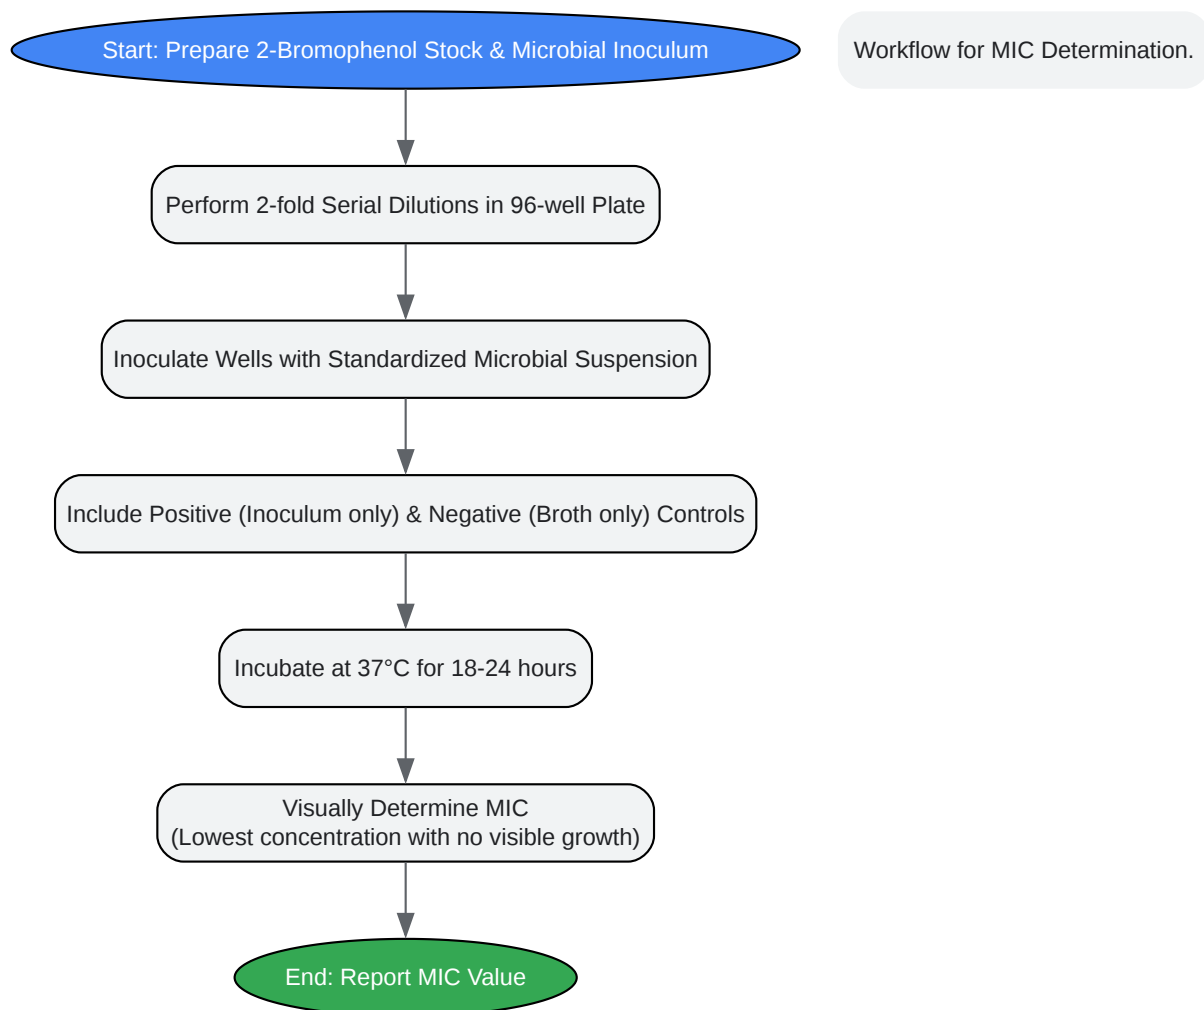 Start: Prepare 2-Bromophenol Stock & Microbial Inoculum
Workflow for MIC Determination.
Perform 2-fold Serial Dilutions in 96-well Plate
Inoculate Wells with Standardized Microbial Suspension
Include Positive (Inoculum only) & Negative (Broth only) Controls
Incubate at 37°C for 18-24 hours
Visually Determine MIC
(Lowest concentration with no visible growth)
End: Report MIC Value